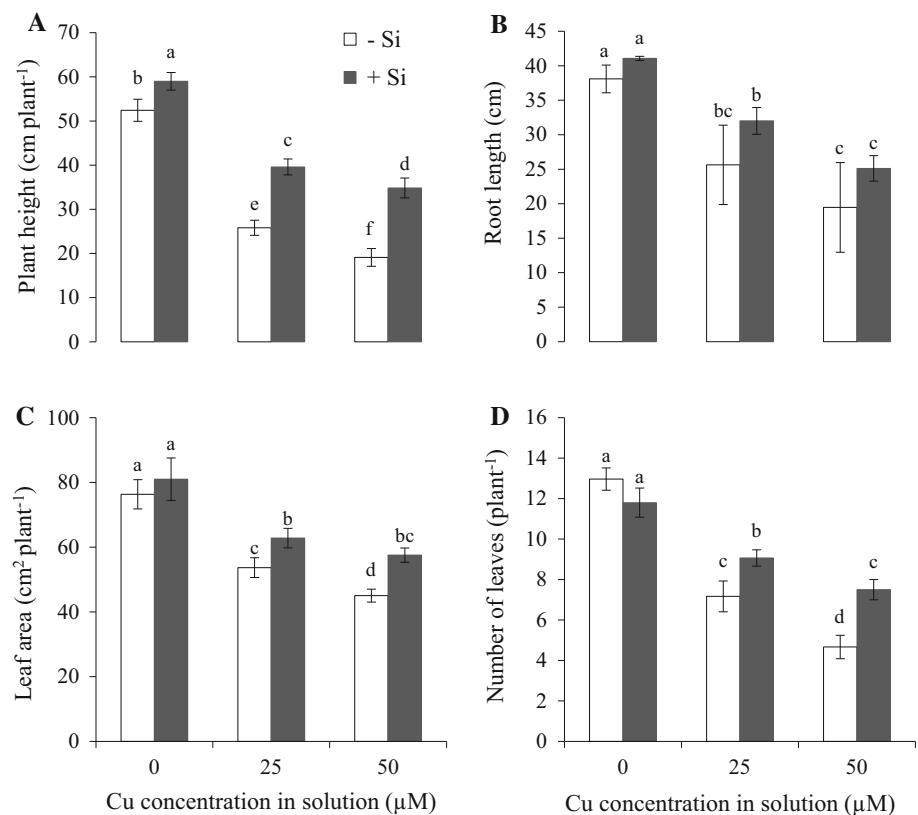 A
Plant height (cm plant-1)
70
60
50
40
30
20
10
0
b
a
e
c
f
d
- Si
+ Si
B
Root length (cm)
45
40
35
30
25
20
15
10
5
0
a
a
bc
b
c
c
C
Leaf area (cm2 plant-1)
100
80
60
40
20
0
a
a
c
b
d
bc
0
25
50
Cu concentration in solution (µM)
D
Number of leaves (plant-1)
16
14
12
10
8
6
4
2
0
a
a
c
b
d
c
0
25
50
Cu concentration in solution (µM)